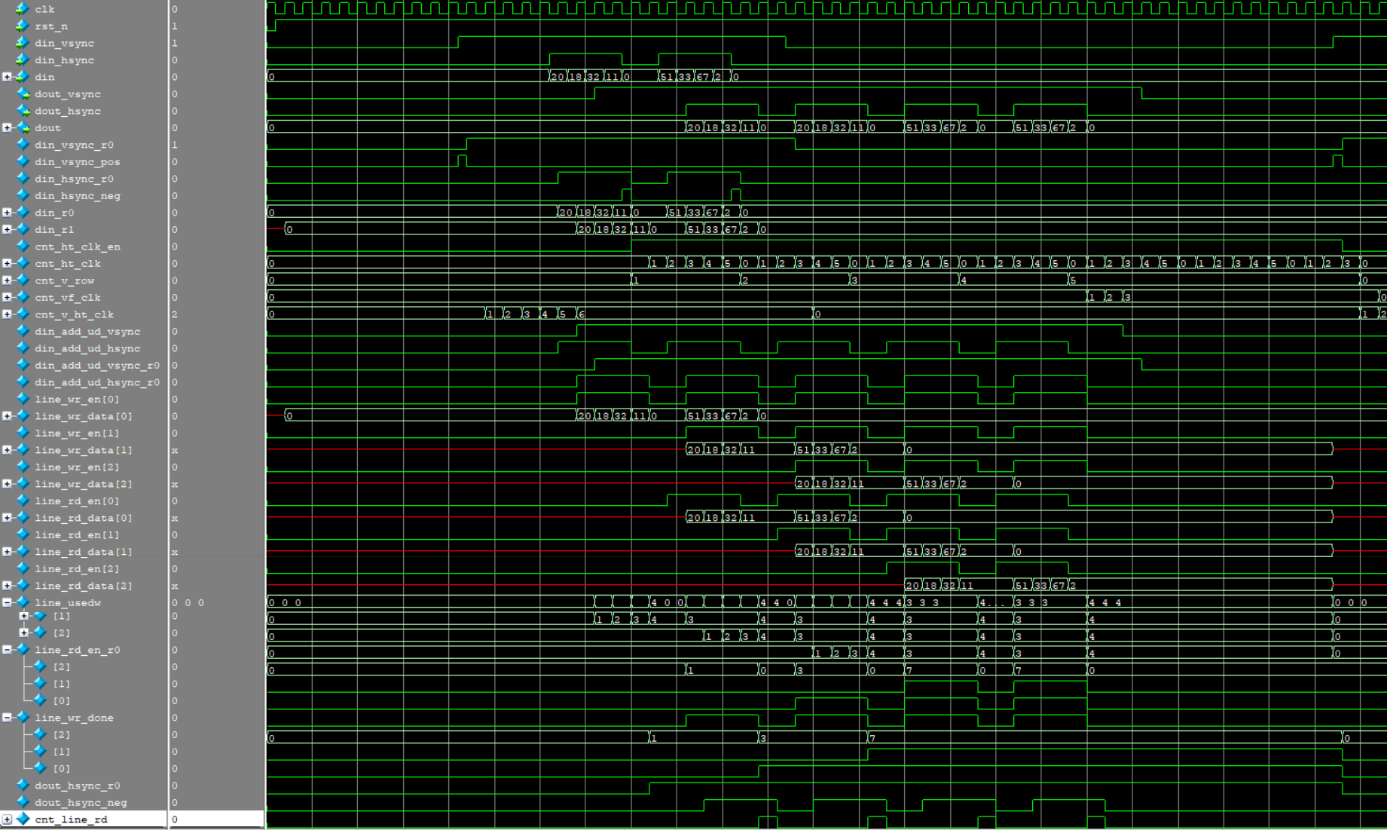 clk 0
rst_n 1
din_vsync 1
din_hsync 0
din 0 0 20 18 32 11 0 51 33 67 2 0
dout_vsync 0
dout_hsync 0
dout 0 0 20 18 32 11 0 20 18 32 11 0 51 33 67 2 0 51 33 67 2 0
din_vsync_r0 1
din_vsync_pos 0
din_hsync_r0 0
din_hsync_neg 0
din_r0 0 0 20 18 32 11 0 51 33 67 2 0
din_r1 0 0 20 18 32 11 0 51 33 67 2 0
cnt_ht_clk_en 0
cnt_ht_clk 0 0 1 2 3 4 5 0 1 2 3 4 5 0 1 2 3 4 5 0 1 2 3 4 5 0 1 2 3 4 5 0 1 2 3 4 5 0 1 2 3 0
cnt_v_row 0 0 1 2 3 4 5 0
cnt_vf_clk 0 0 1 2 3 0
cnt_v_ht_clk 2 0 1 2 3 4 5 6 0 1 2
din_add_ud_vsync 0
din_add_ud_hsync 0
din_add_ud_vsync_r0 0
din_add_ud_hsync_r0 0
line_wr_en[0] 0
line_wr_data[0] 0 0 20 18 32 11 0 51 33 67 2 0
line_wr_en[1] 0
line_wr_data[1] x 20 18 32 11 51 33 67 2 0
line_wr_en[2] 0
line_wr_data[2] x 20 18 32 11 51 33 67 2 0
line_rd_en[0] 0
line_rd_data[0] x 20 18 32 11 51 33 67 2 0
line_rd_en[1] 0
line_rd_data[1] x 20 18 32 11 51 33 67 2 0
line_rd_en[2] 0
line_rd_data[2] x 20 18 32 11 51 33 67 2
line_usedw 0 0 0 0 0 0 4 0 0 4 4 0 4 4 4 3 3 3 4... 3 3 3 4 4 4 0 0 0
[1] 0 0 1 2 3 4 3 4 3 4 3 4 3 4 0
[2] 0 0 1 2 3 4 3 4 3 4 3 4 0
line_rd_en_r0 0 0 1 2 3 4 3 4 3 4 0
[2] 0 0 1 0 3 0 7 0 7 0
[1] 0
[0] 0
line_wr_done 0
[2] 0 0 1 3 7 0
[1] 0
[0] 0
dout_hsync_r0 0
dout_hsync_neg 0
cnt_line_rd 0